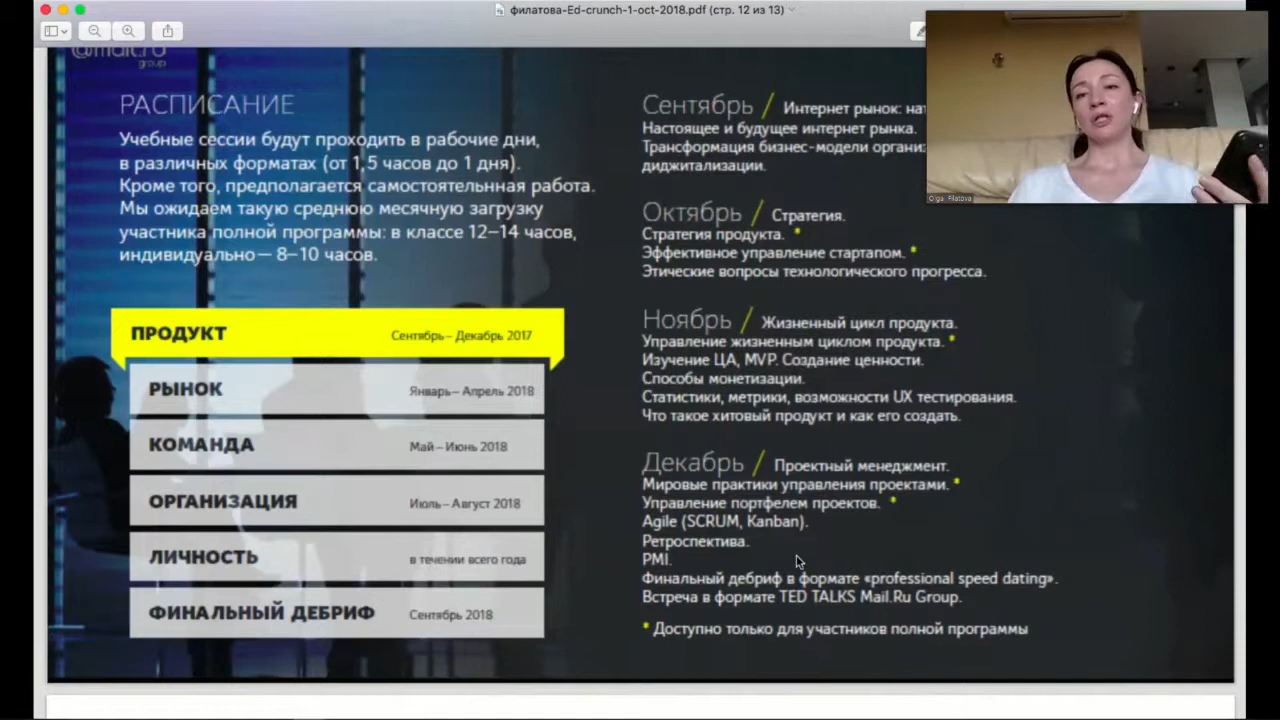 филатова-Ed-crunch-1-oct-2018.pdf (стр. 12 из 13)
@mail.ru
group
РАСПИСАНИЕ
Учебные сессии будут проходить в рабочие дни,
в различных форматах (от 1,5 часов до 1 дня).
Кроме того, предполагается самостоятельнная работа.
Мы ожидаем такую среднюю месячную загрузку
участника полной программы: в классе 12–14 часов,
индивидуально — 8–10 часов.
ПРОДУКТ Сентябрь – Декабрь 2017
РЫНОК Январь – Апрель 2018
КОМАНДА Май – Июнь 2018
ОРГАНИЗАЦИЯ Июль – Август 2018
ЛИЧНОСТЬ в течении всего года
ФИНАЛЬНЫЙ ДЕБРИФ Сентябрь 2018
Сентябрь / Интернет рынок:
Настоящее и будущее интернет рынка.
Трансформация бизнес-модели
диджитализации.
Октябрь / Стратегия.
Стратегия продукта. *
Эффективное управление стартапом. *
Этические вопросы технологического прогресса.
Ноябрь / Жизненный цикл продукта.
Управление жизненным циклом продукта. *
Изучение ЦА, MVP. Создание ценности.
Способы монетизации.
Статистики, метрики, возможности UX тестирования.
Что такое хитовый продукт и как его создать.
Декабрь / Проектный менеджмент.
Мировые практики управления проектами. *
Управление портфелем проектов. *
Agile (SCRUM, Kanban).
Ретроспектива.
PMI.
Финальный дебриф в формате «professional speed dating».
Встреча в формате TED TALKS Mail.Ru Group.
* Доступно только для участников полной программы
Olga Filatova